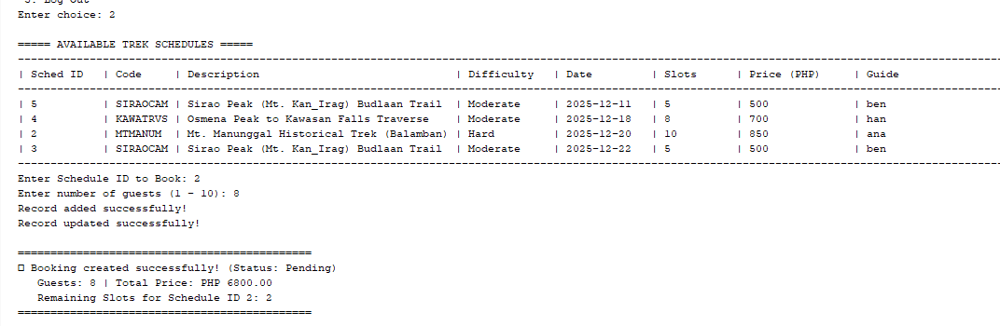 3. Log Out
Enter choice: 2
===== AVAILABLE TREK SCHEDULES =====
| Sched ID | Code | Description | Difficulty | Date | Slots | Price (PHP) | Guide
| 5 | SIRAOCAM | Sirao Peak (Mt. Kan_Irag) Budlaan Trail | Moderate | 2025-12-11 | 5 | 500 | ben
| 4 | KAWATRVS | Osmena Peak to Kawasan Falls Traverse | Moderate | 2025-12-18 | 8 | 700 | han
| 2 | MTMANUM | Mt. Manunggal Historical Trek (Balamban) | Hard | 2025-12-20 | 10 | 850 | ana
| 3 | SIRAOCAM | Sirao Peak (Mt. Kan_Irag) Budlaan Trail | Moderate | 2025-12-22 | 5 | 500 | ben
Enter Schedule ID to Book: 2
Enter number of guests (1 - 10): 8
Record added successfully!
Record updated successfully!
=============================================
Booking created successfully! (Status: Pending)
Guests: 8 | Total Price: PHP 6800.00
Remaining Slots for Schedule ID 2: 2
=============================================